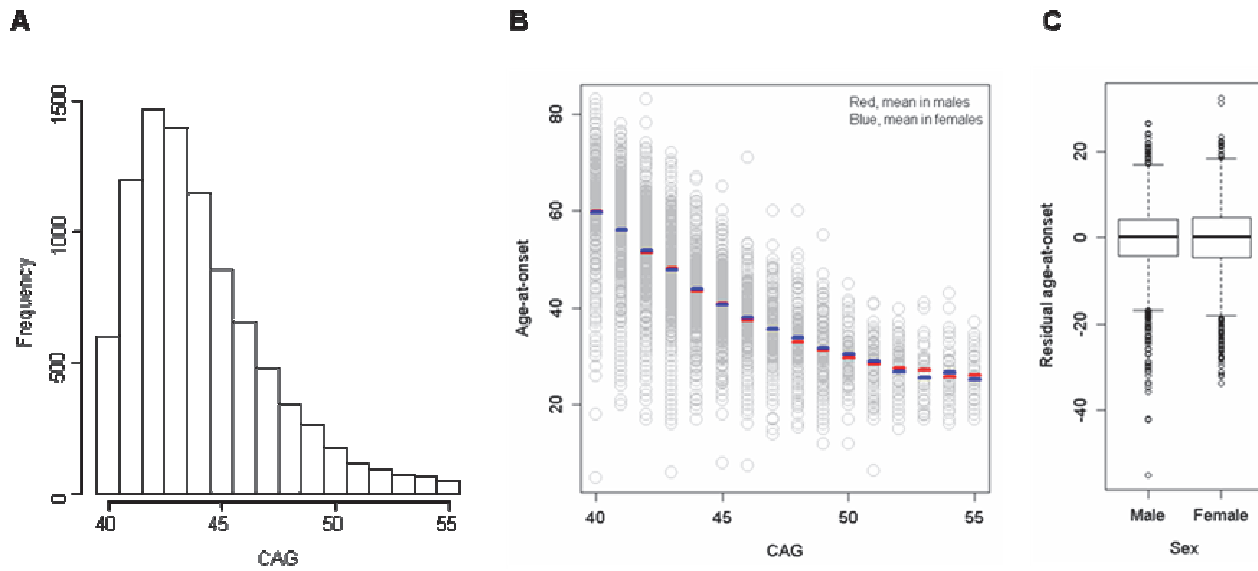 A
Frequency
1500
1000
500
0
40
45
50
55
CAG
B
Red, mean in males
Blue, mean in females
Age-at-onset
80
60
40
20
40
45
50
55
CAG
C
Residual age-at-onset
20
0
-20
-40
Male
Female
Sex